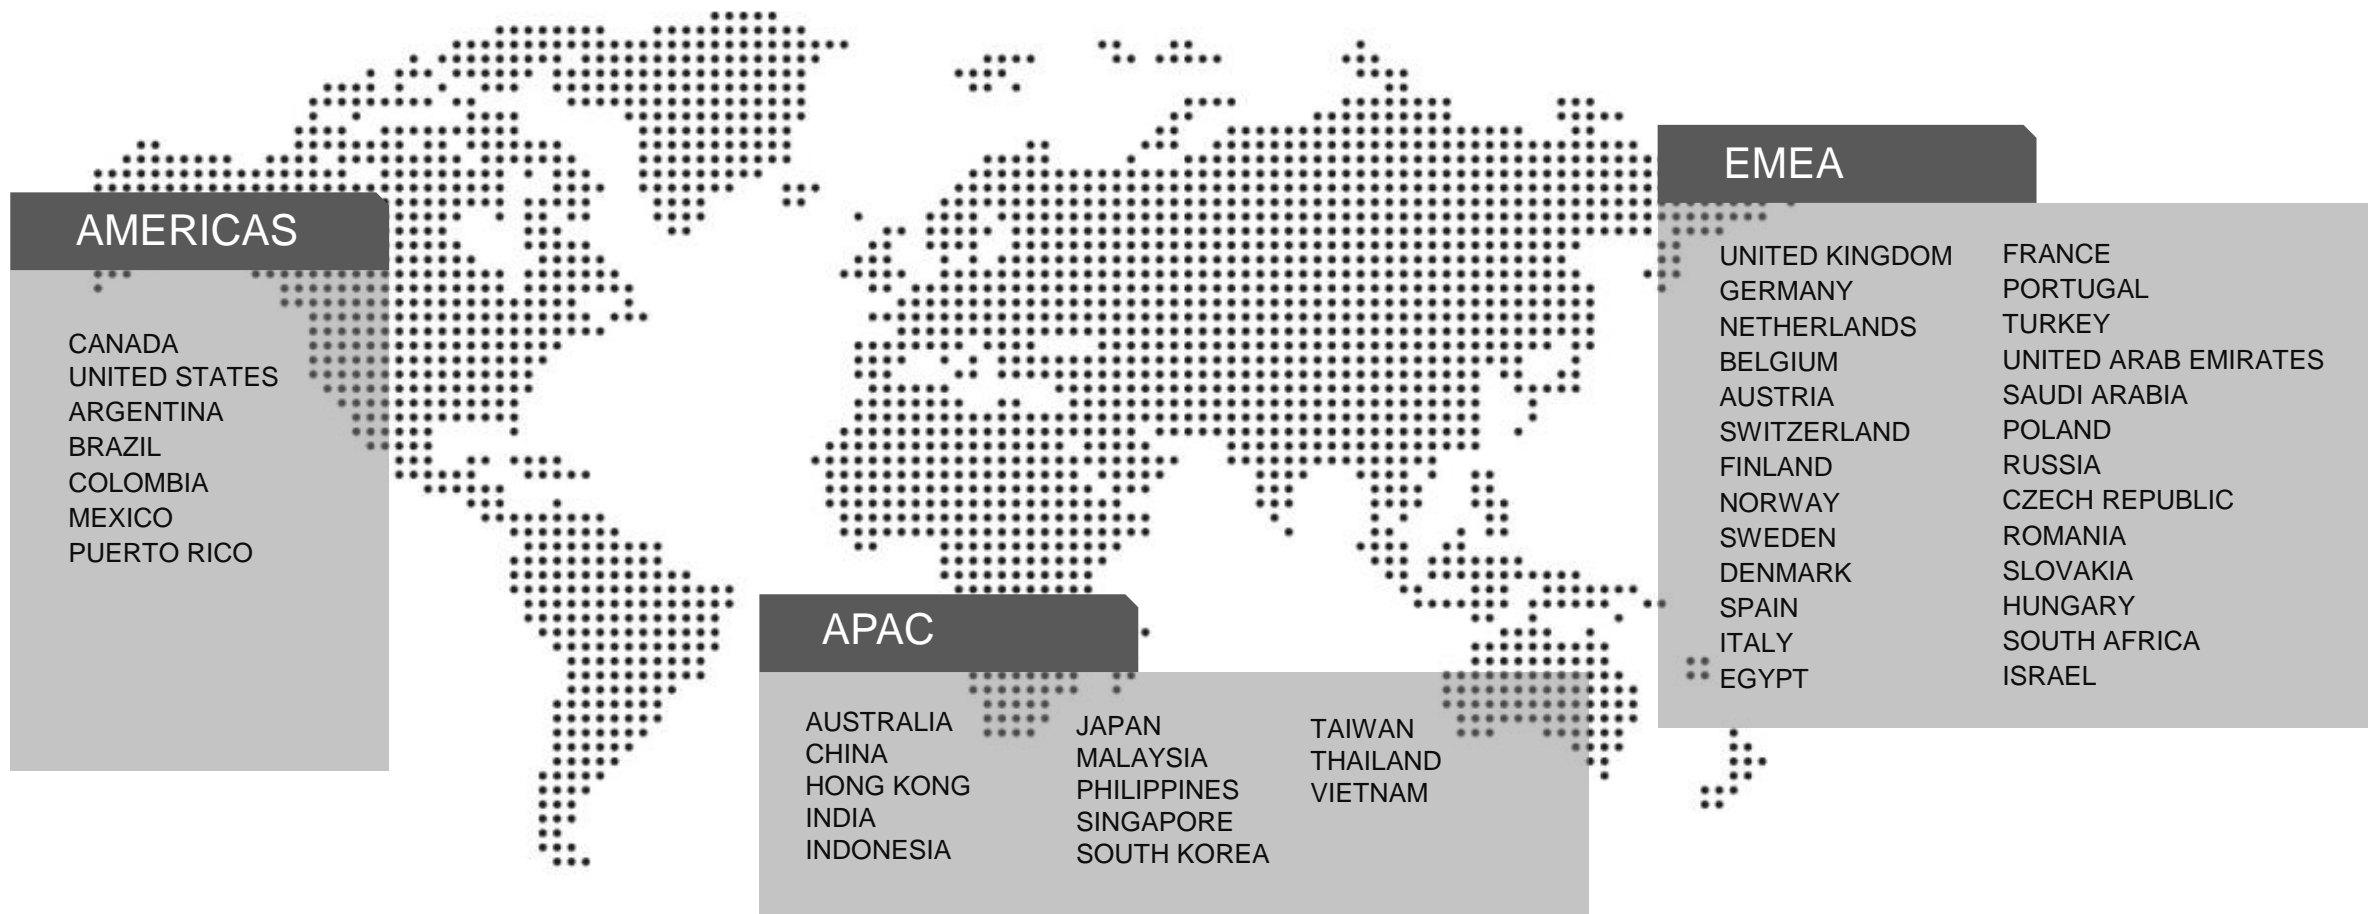 AMERICAS
CANADA
UNITED STATES
ARGENTINA
BRAZIL
COLOMBIA
MEXICO
PUERTO RICO
APAC
AUSTRALIA
CHINA
HONG KONG
INDIA
INDONESIA
JAPAN
MALAYSIA
PHILIPPINES
SINGAPORE
SOUTH KOREA
TAIWAN
THAILAND
VIETNAM
EMEA
UNITED KINGDOM
GERMANY
NETHERLANDS
BELGIUM
AUSTRIA
SWITZERLAND
FINLAND
NORWAY
SWEDEN
DENMARK
SPAIN
ITALY
EGYPT
FRANCE
PORTUGAL
TURKEY
UNITED ARAB EMIRATES
SAUDI ARABIA
POLAND
RUSSIA
CZECH REPUBLIC
ROMANIA
SLOVAKIA
HUNGARY
SOUTH AFRICA
ISRAEL